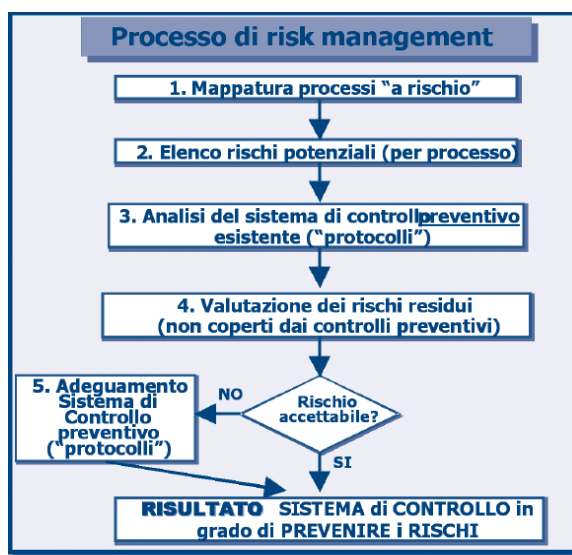 Processo di risk management
1. Mappatura processi “a rischio”
2. Elenco rischi potenziali (per processo)
3. Analisi del sistema di controllo preventivo
esistente (“protocolli”)
4. Valutazione dei rischi residui
(non coperti dai controlli preventivi)
5. Adeguamento
Sistema di
Controllo
preventivo
(“protocolli”)
NO
Rischio
accettabile?
SI
RISULTATO SISTEMA di CONTROLLO in
grado di PREVENIRE i RISCHI